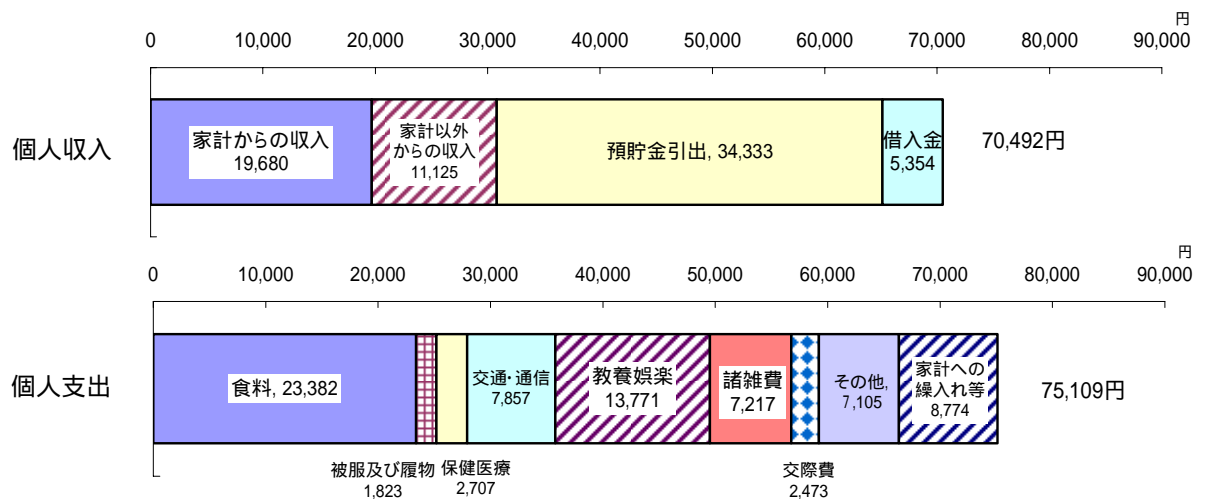 円
0 10,000 20,000 30,000 40,000 50,000 60,000 70,000 80,000 90,000
個人収入
家計からの収入
19,680
家計以外
からの収入
11,125
預貯金引出, 34,333
借入金
5,354
70,492円
円
0 10,000 20,000 30,000 40,000 50,000 60,000 70,000 80,000 90,000
個人支出
食料, 23,382
被服及び履物
1,823
保健医療
2,707
交通・通信
7,857
教養娯楽
13,771
諸雑費
7,217
交際費
2,473
その他,
7,105
家計への
繰入れ等
8,774
75,109円